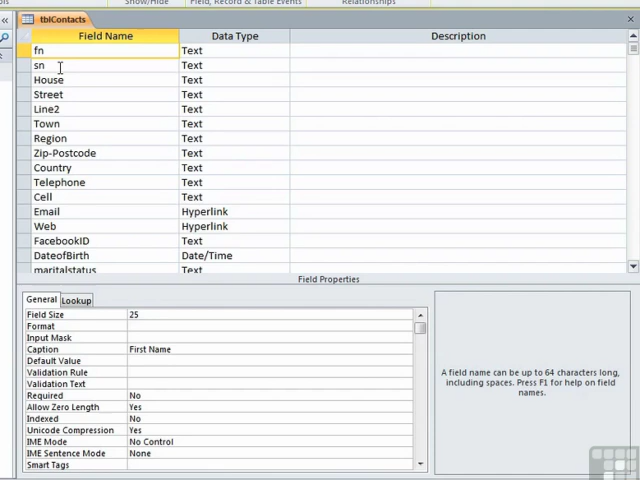 Show/Hide Field, Record & Table Events Relationships
tblContacts
Field Name Data Type Description
fn Text
sn Text
House Text
Street Text
Line2 Text
Town Text
Region Text
Zip-Postcode Text
Country Text
Telephone Text
Cell Text
Email Hyperlink
Web Hyperlink
FacebookID Text
DateofBirth Date/Time
maritalstatus Text
Field Properties
General Lookup
Field Size 25
Format
Input Mask
Caption First Name
Default Value
Validation Rule
Validation Text
Required No
Allow Zero Length Yes
Indexed No
Unicode Compression Yes
IME Mode No Control
IME Sentence Mode None
Smart Tags
A field name can be up to 64 characters long,
including spaces. Press F1 for help on field
names.